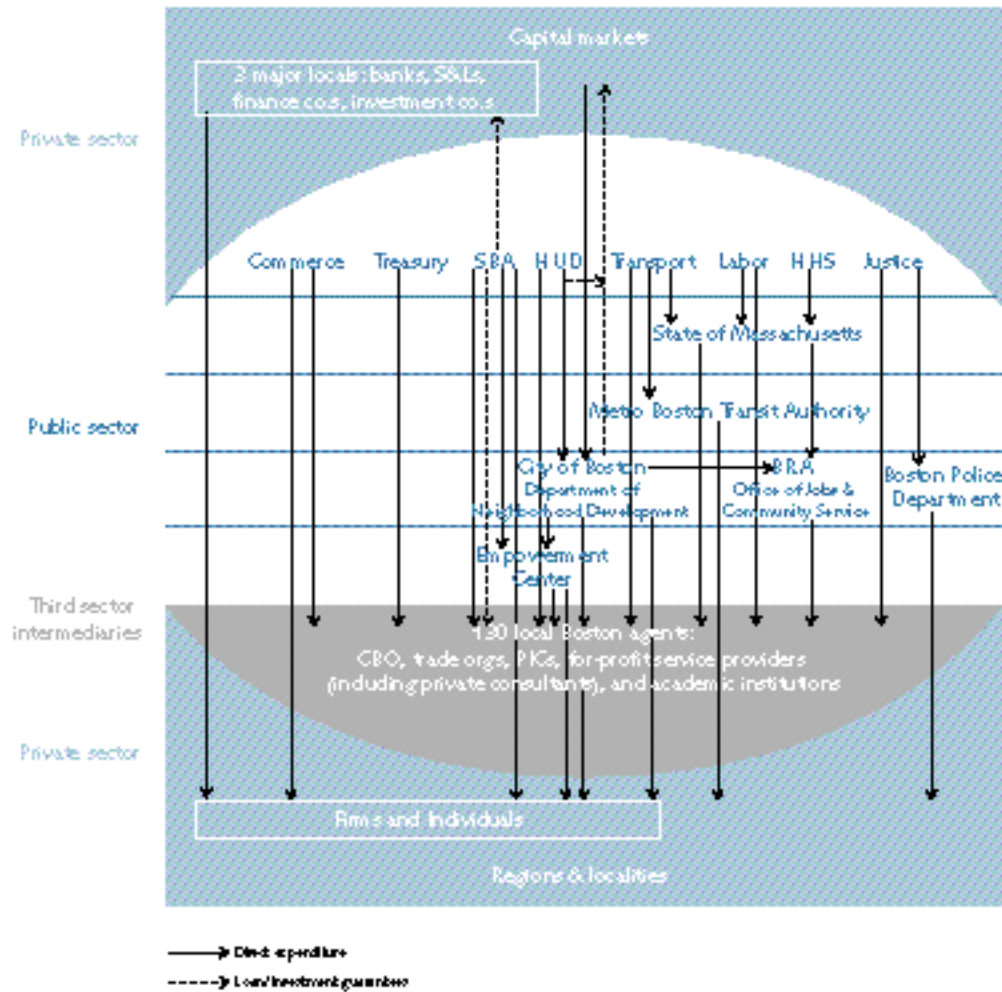 Capital markets
3 major locals: banks, S&Ls,
finance co.s, investment co.s
Private sector
Commerce Treasury SBA HUD Transport Labor HHS Justice
State of Massachusetts
Metro Boston Transit Authority
Public sector
City of Boston
Department of
Neighborhood Development
BRA
Office of Jobs &
Community Service
Boston Police
Department
Empowerment
Center
Third sector
intermediaries
130 local Boston agents:
CBO, trade orgs, PICs, for-profit service providers
(including private consultants), and academic institutions
Private sector
Firms and individuals
Regions & localities
Direct expenditure
Loan/investment guarantees